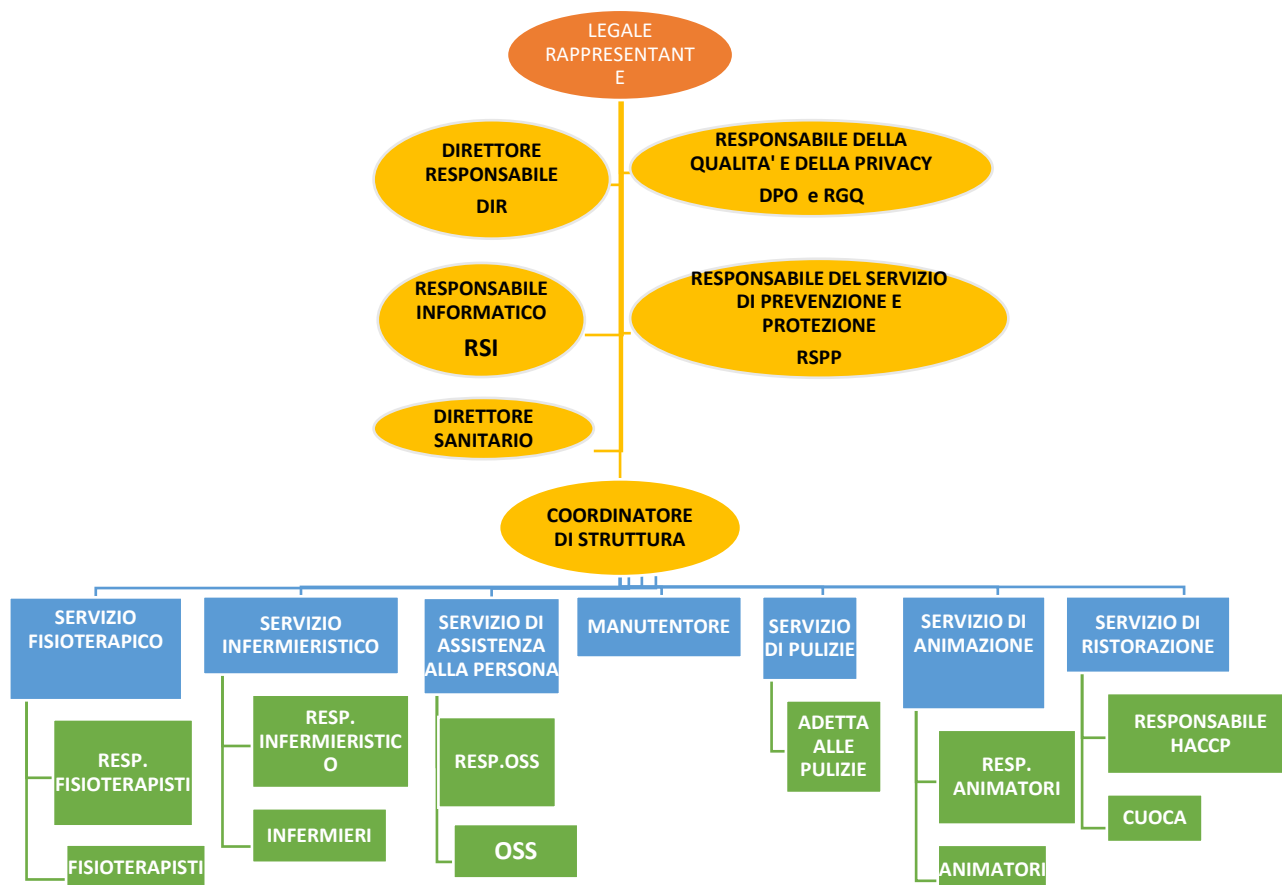 LEGALE
RAPPRESENTANT
E
DIRETTORE
RESPONSABILE
DIR
RESPONSABILE DELLA
QUALITA' E DELLA PRIVACY
DPO e RGQ
RESPONSABILE
INFORMATICO
RSI
RESPONSABILE DEL SERVIZIO
DI PREVENZIONE E
PROTEZIONE
RSPP
DIRETTORE
SANITARIO
COORDINATORE
DI STRUTTURA
SERVIZIO
FISIOTERAPICO
SERVIZIO
INFERMIERISTICO
SERVIZIO DI
ASSISTENZA
ALLA PERSONA
MANUTENTORE
SERVIZIO
DI PULIZIE
SERVIZIO DI
ANIMAZIONE
SERVIZIO DI
RISTORAZIONE
RESP.
FISIOTERAPISTI
FISIOTERAPISTI
RESP.
INFERMIERISTIC
O
INFERMIERI
RESP.OSS
OSS
ADETTA
ALLE
PULIZIE
RESP.
ANIMATORI
ANIMATORI
RESPONSABILE
HACCP
CUOCA